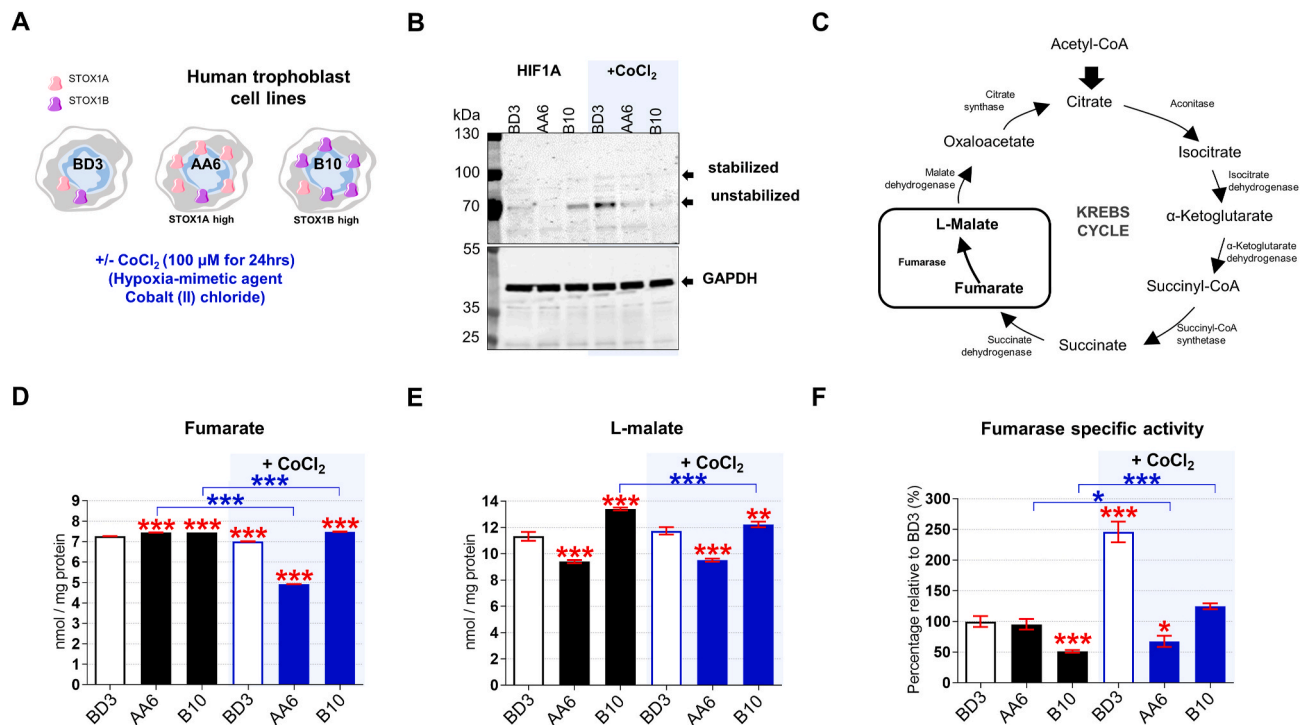 A
STOX1A
STOX1B
Human trophoblast
cell lines
BD3
AA6
B10
STOX1A high
STOX1B high
+/- CoCl2 (100 µM for 24hrs)
(Hypoxia-mimetic agent
Cobalt (II) chloride)
B
HIF1A
+CoCl2
kDa
BD3
AA6
B10
BD3
AA6
B10
130
100
70
55
35
25
stabilized
unstabilized
GAPDH
C
Acetyl-CoA
Citrate
synthase
Citrate
Aconitase
Oxaloacetate
Isocitrate
Malate
dehydrogenase
Isocitrate
dehydrogenase
KREBS
CYCLE
L-Malate
α-Ketoglutarate
Fumarase
α-Ketoglutarate
dehydrogenase
Fumarate
Succinyl-CoA
Succinate
dehydrogenase
Succinate
Succinyl-CoA
synthetase
D
Fumarate
+ CoCl2
***
***
*** *** *** *** ***
nmol / mg protein
9
8
7
6
5
4
3
2
1
0
BD3
AA6
B10
BD3
AA6
B10
E
L-malate
+ CoCl2
***
*** *** *** **
nmol / mg protein
14
12
10
8
6
4
2
0
BD3
AA6
B10
BD3
AA6
B10
F
Fumarase specific activity
+ CoCl2
***
*
*** *** *
Percentage relative to BD3 (%)
300
250
200
150
100
50
0
BD3
AA6
B10
BD3
AA6
B10